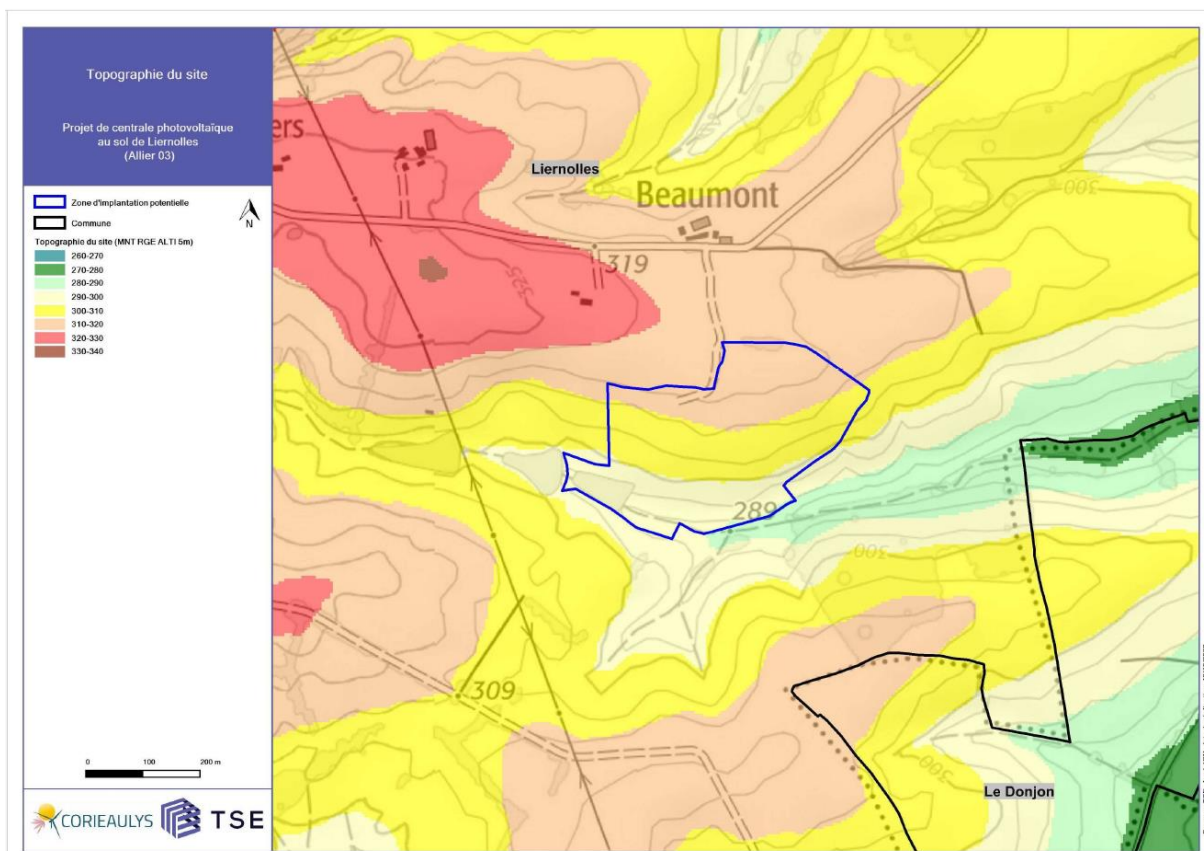 Topographie du site
Projet de centrale photovoltaïque
au sol de Liernolles
(Allier 03)
Zone d'implantation potentielle
Commune
N
Topographie du site (MNT RGE ALTI 5m)
260-270
270-280
280-290
290-300
300-310
310-320
320-330
330-340
0 100 200 m
CORIEAULYS
TSE
ers
Liernolles
Beaumont
300
319
325
289
300
309
300
Le Donjon